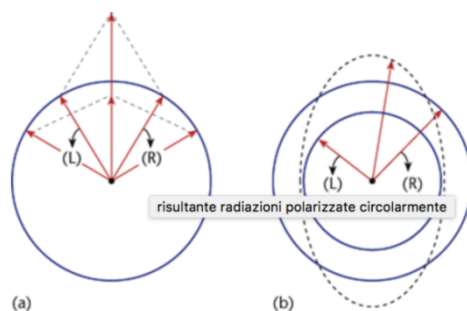 (L)
(R)
(L)
(R)
risultante radiazioni polarizzate circolarmente
(a)
(b)